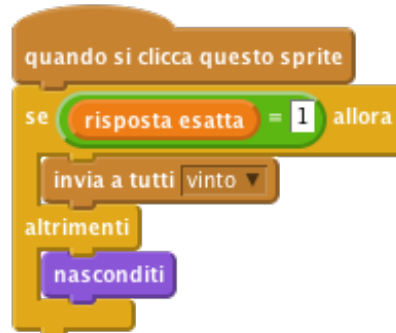 quando si clicca questo sprite
se risposta esatta = 1 allora
invia a tutti vinto
altrimenti
nasconditi